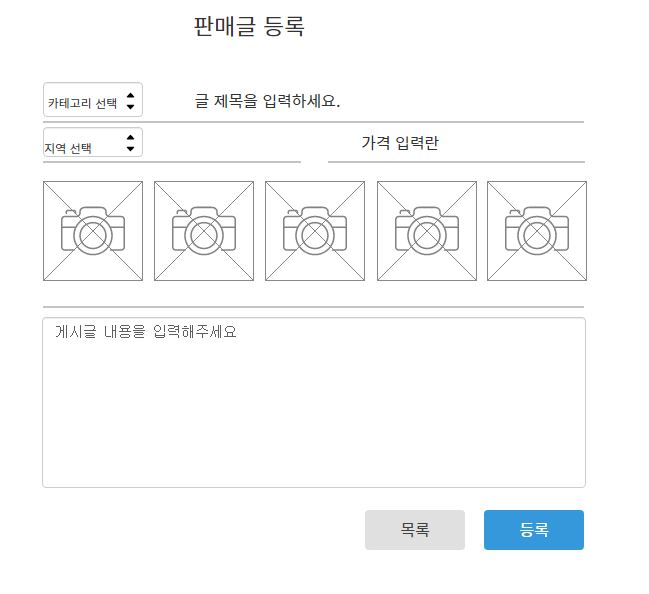 판매글 등록
카테고리 선택
글 제목을 입력하세요.
지역 선택
가격 입력란
게시글 내용을 입력해주세요
목록
등록